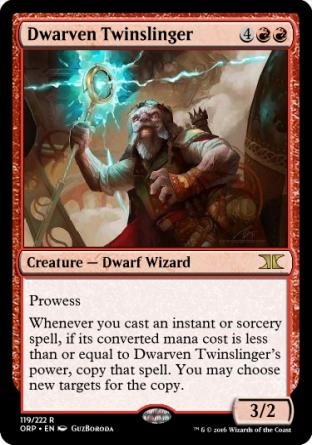 Dwarven Twinslinger 4
Creature — Dwarf Wizard
Prowess
Whenever you cast an instant or sorcery
spell, if its converted mana cost is less
than or equal to Dwarven Twinslinger's
power, copy that spell. You may choose
new targets for the copy.
3/2
119/222 R
ORP • EN GuzBoroda
™ & © 2016 Wizards of the Coast